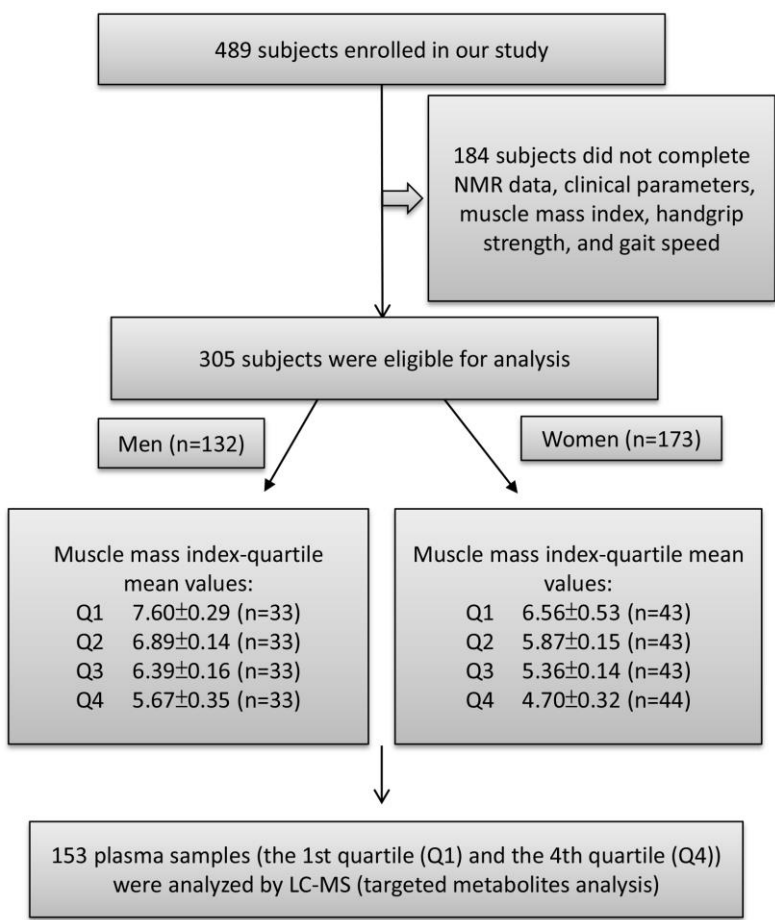 489 subjects enrolled in our study
184 subjects did not complete
NMR data, clinical parameters,
muscle mass index, handgrip
strength, and gait speed
305 subjects were eligible for analysis
Men (n=132)
Women (n=173)
Muscle mass index-quartile
mean values:
Q1 7.60±0.29 (n=33)
Q2 6.89±0.14 (n=33)
Q3 6.39±0.16 (n=33)
Q4 5.67±0.35 (n=33)
Muscle mass index-quartile mean
values:
Q1 6.56±0.53 (n=43)
Q2 5.87±0.15 (n=43)
Q3 5.36±0.14 (n=43)
Q4 4.70±0.32 (n=44)
153 plasma samples (the 1st quartile (Q1) and the 4th quartile (Q4))
were analyzed by LC-MS (targeted metabolites analysis)